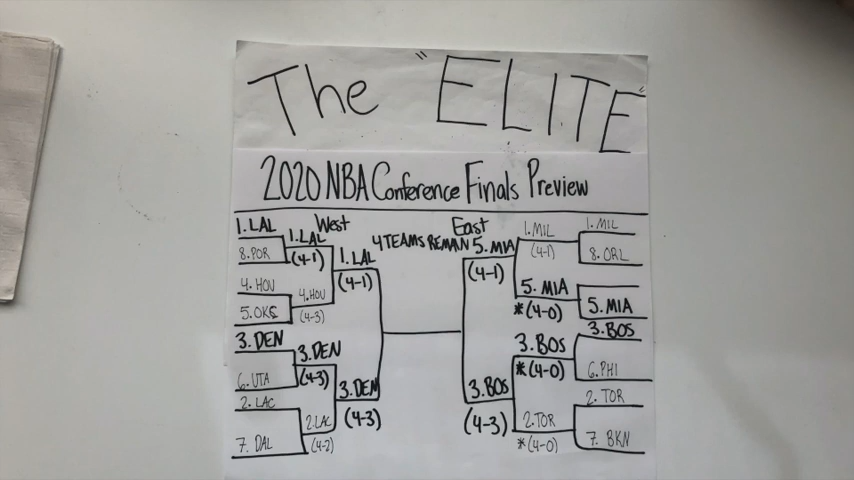 The "ELITE"
2020 NBA Conference Finals Preview
West
East
4 TEAMS REMAIN
1. LAL
8. POR
4. HOU
5. OKC
3. DEN
6. UTA
2. LAC
7. DAL
1. LAL
(4-1)
4. HOU
(4-3)
3. DEN
(4-3)
2. LAC
(4-2)
1. LAL
(4-1)
3. DEN
(4-3)
5. MIA
(4-1)
3. BOS
(4-3)
1. MIL
(4-1)
5. MIA
*(4-0)
3. BOS
*(4-0)
2. TOR
*(4-0)
1. MIL
8. ORL
5. MIA
3. BOS
6. PHI
2. TOR
7. BKN